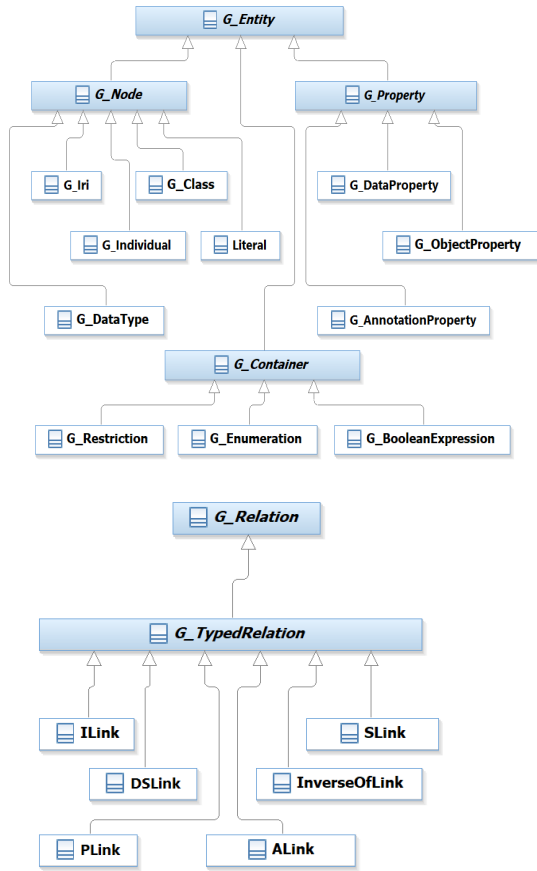 G_Entity
G_Node
G_Property
G_Iri
G_Class
G_DataProperty
G_Individual
Literal
G_ObjectProperty
G_DataType
G_AnnotationProperty
G_Container
G_Restriction
G_Enumeration
G_BooleanExpression
G_Relation
G_TypedRelation
ILink
SLink
DSLink
InverseOfLink
PLink
ALink